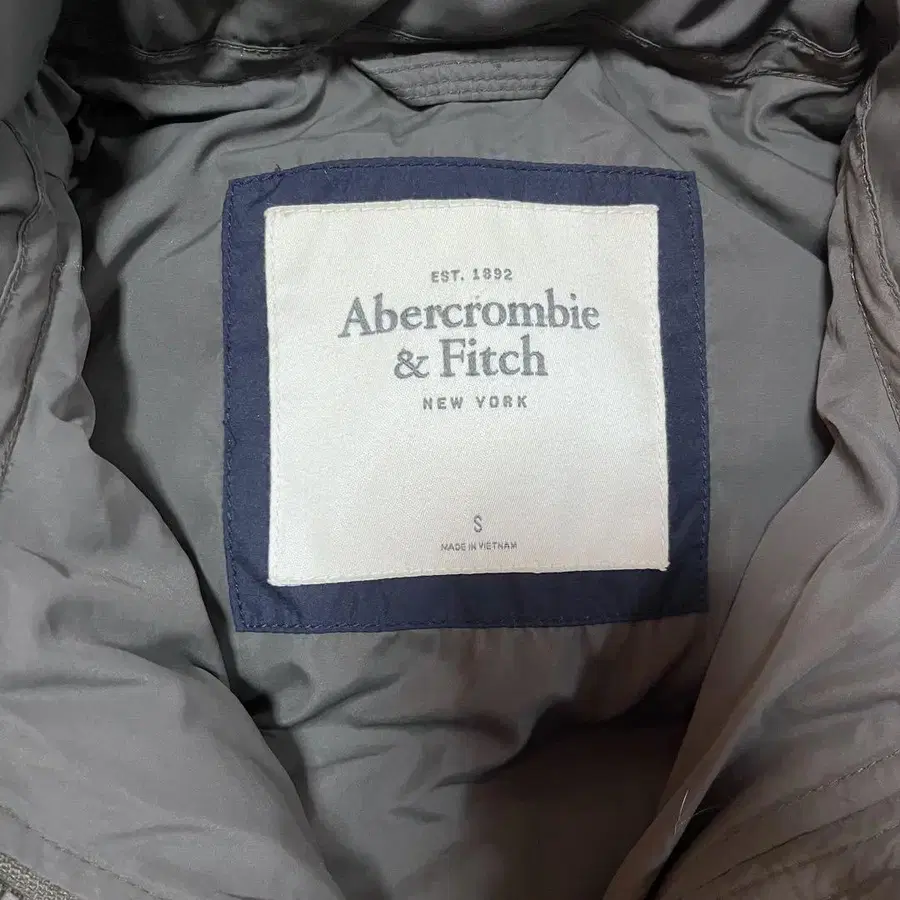 EST. 1892
Abercrombie
& Fitch
NEW YORK
S
MADE IN VIETNAM